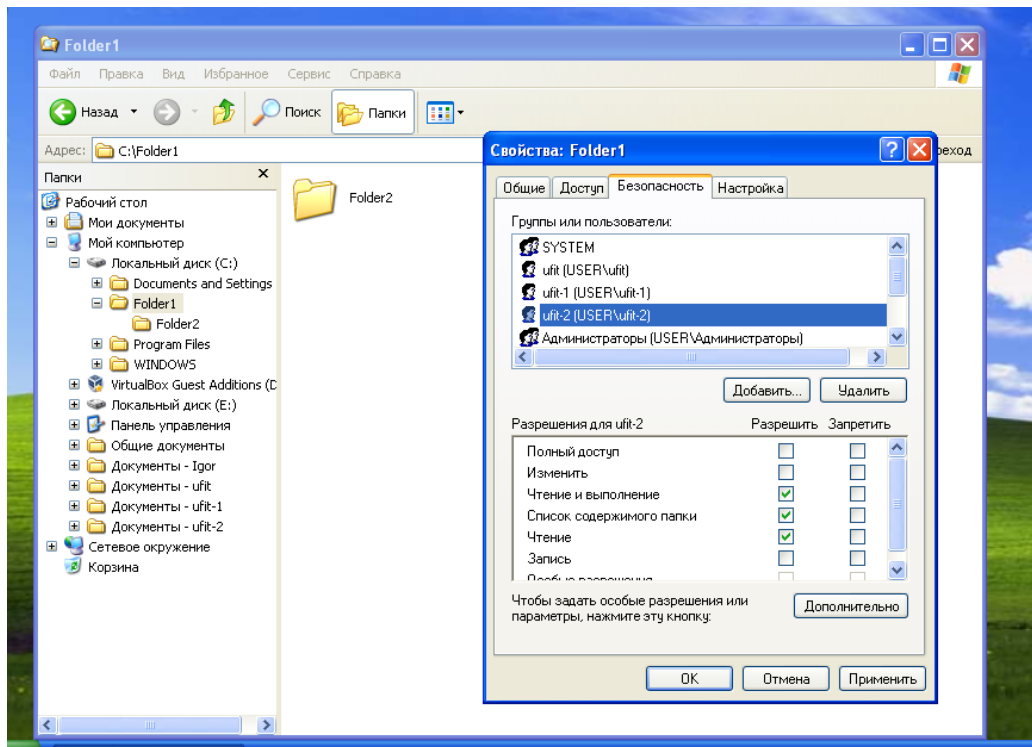 Folder1
Файл Правка Вид Избранное Сервис Справка
Назад Поиск Папки
Адрес: C:\Folder1
реход
Папки
Рабочий стол
Мои документы
Мой компьютер
Локальный диск (C:)
Documents and Settings
Folder1
Folder2
Program Files
WINDOWS
VirtualBox Guest Additions (D
Локальный диск (E:)
Панель управления
Общие документы
Документы - Igor
Документы - ufit
Документы - ufit-1
Документы - ufit-2
Сетевое окружение
Корзина
Folder2
Свойства: Folder1
Общие Доступ Безопасность Настройка
Группы или пользователи:
SYSTEM
ufit (USER\ufit)
ufit-1 (USER\ufit-1)
ufit-2 (USER\ufit-2)
Администраторы (USER\Администраторы)
Добавить... Удалить
Разрешения для ufit-2 Разрешить Запретить
Полный доступ
Изменить
Чтение и выполнение
Список содержимого папки
Чтение
Запись
Особые разрешения
Чтобы задать особые разрешения или
параметры, нажмите эту кнопку:
Дополнительно
OK Отмена Применить